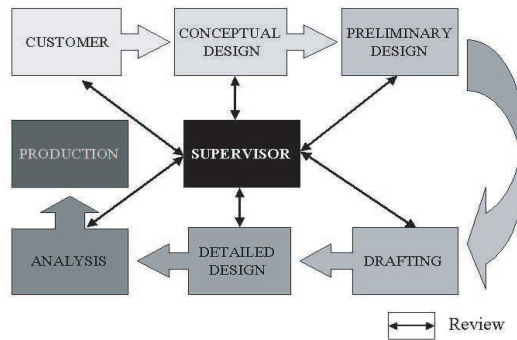 CUSTOMER
CONCEPTUAL
DESIGN
PRELIMINARY
DESIGN
PRODUCTION
SUPERVISOR
ANALYSIS
DETAILED
DESIGN
DRAFTING
Review